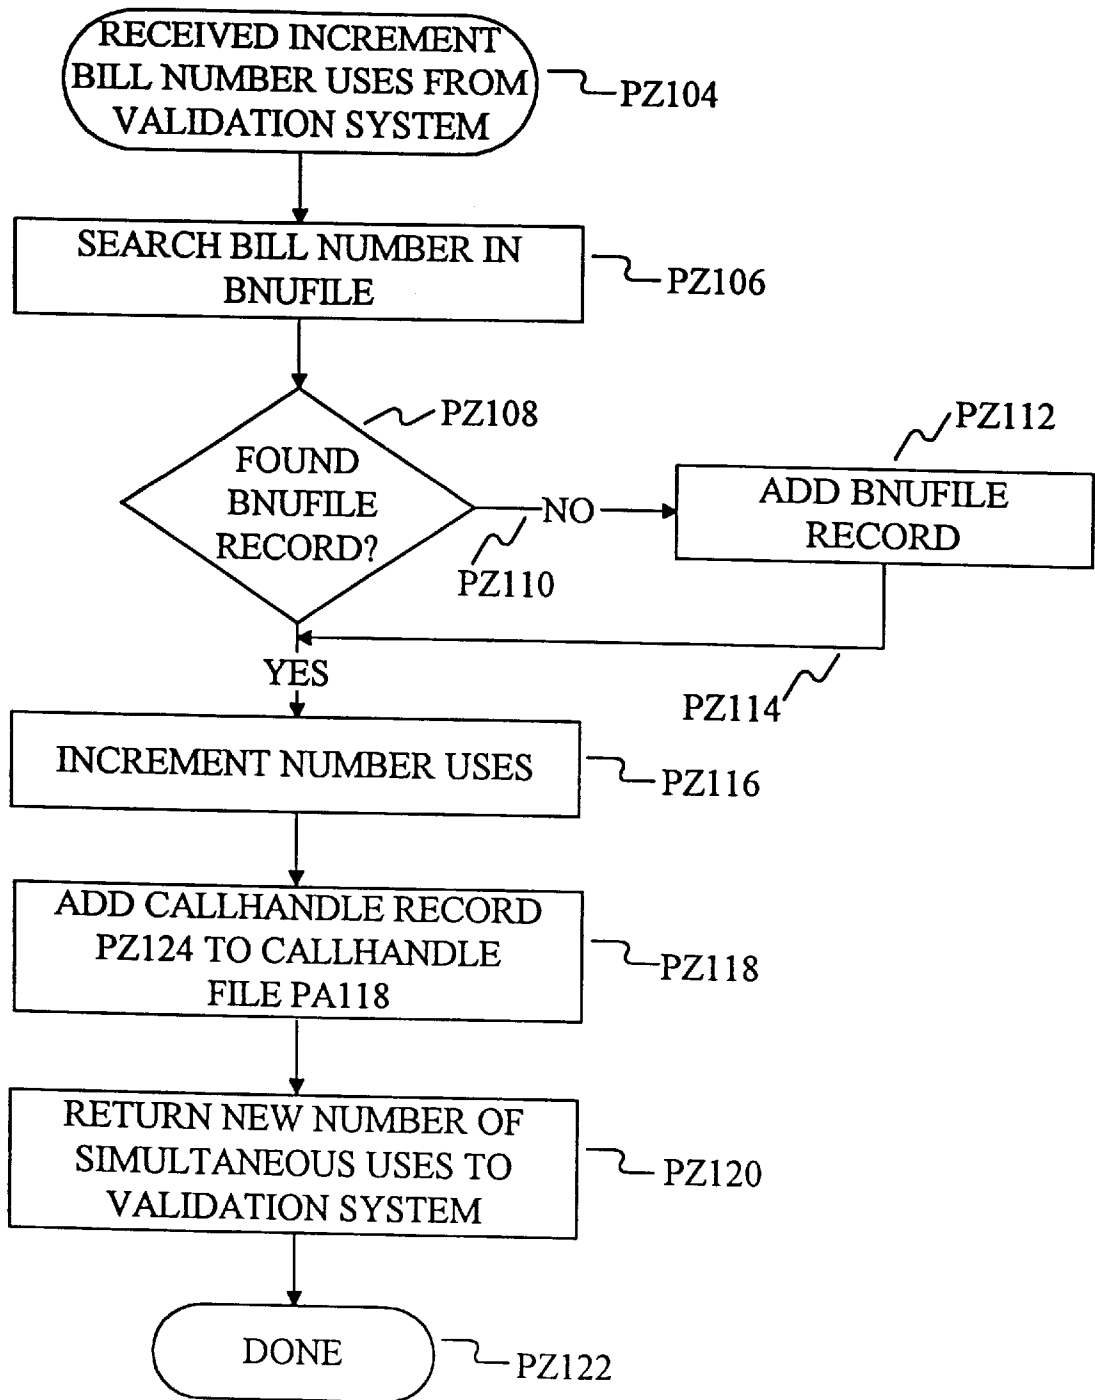 RECEIVED INCREMENT
BILL NUMBER USES FROM
VALIDATION SYSTEM
PZ104
SEARCH BILL NUMBER IN
BNUFILE
PZ106
PZ108
FOUND
BNUFILE
RECORD?
NO
PZ110
PZ112
ADD BNUFILE
RECORD
PZ114
YES
INCREMENT NUMBER USES
PZ116
ADD CALLHANDLE RECORD
PZ124 TO CALLHANDLE
FILE PA118
PZ118
RETURN NEW NUMBER OF
SIMULTANEOUS USES TO
VALIDATION SYSTEM
PZ120
DONE
PZ122